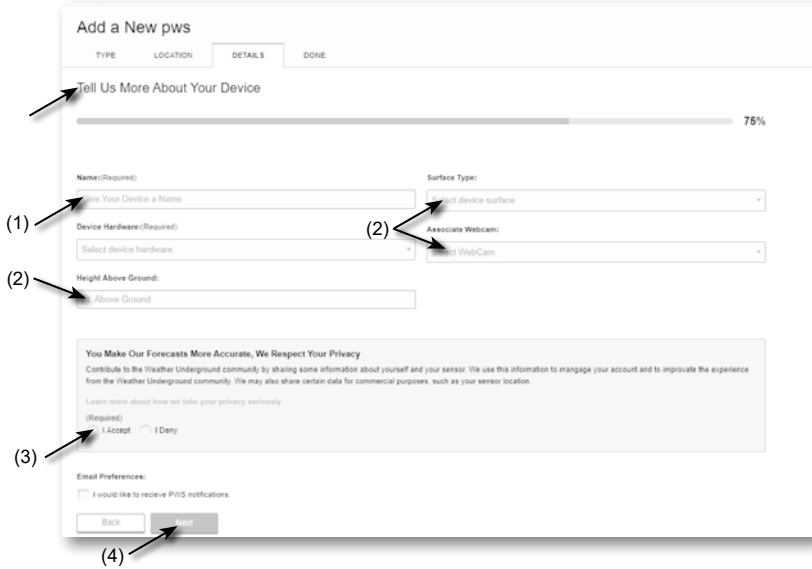 Add a New pws
TYPE LOCATION DETAILS DONE
Tell Us More About Your Device
75%
Name:(Required)
Give Your Device a Name
(1)
Device Hardware:(Required)
Select device hardware
Height Above Ground:
(2)
Above Ground
Surface Type:
Select device surface
(2)
Associate Webcam:
Select WebCam
You Make Our Forecasts More Accurate, We Respect Your Privacy
Contribute to the Weather Underground community by sharing some information about yourself and your sensor. We use this information to mangage your account and to improvate the experience
from the Weather Underground community. We may also share certain data for commercial purposes, such as your sensor location.
Learn more about how we take your privacy seriously
(Required)
I Accept I Deny
(3)
Email Preferences:
I would like to recieve PWS notifications.
Back Next
(4)